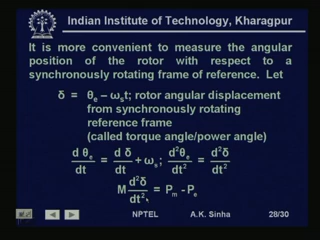 Indian Institute of Technology, Kharagpur
It is more convenient to measure the angular
position of the rotor with respect to a
synchronously rotating frame of reference. Let
δ = θe – ωst; rotor angular displacement
from synchronously rotating
reference frame
(called torque angle/power angle)
d θe/dt = d δ/dt + ωs; d²θe/dt² = d²δ/dt²
M d²δ/dt² = Pm - Pe
NPTEL A.K. Sinha 28/30